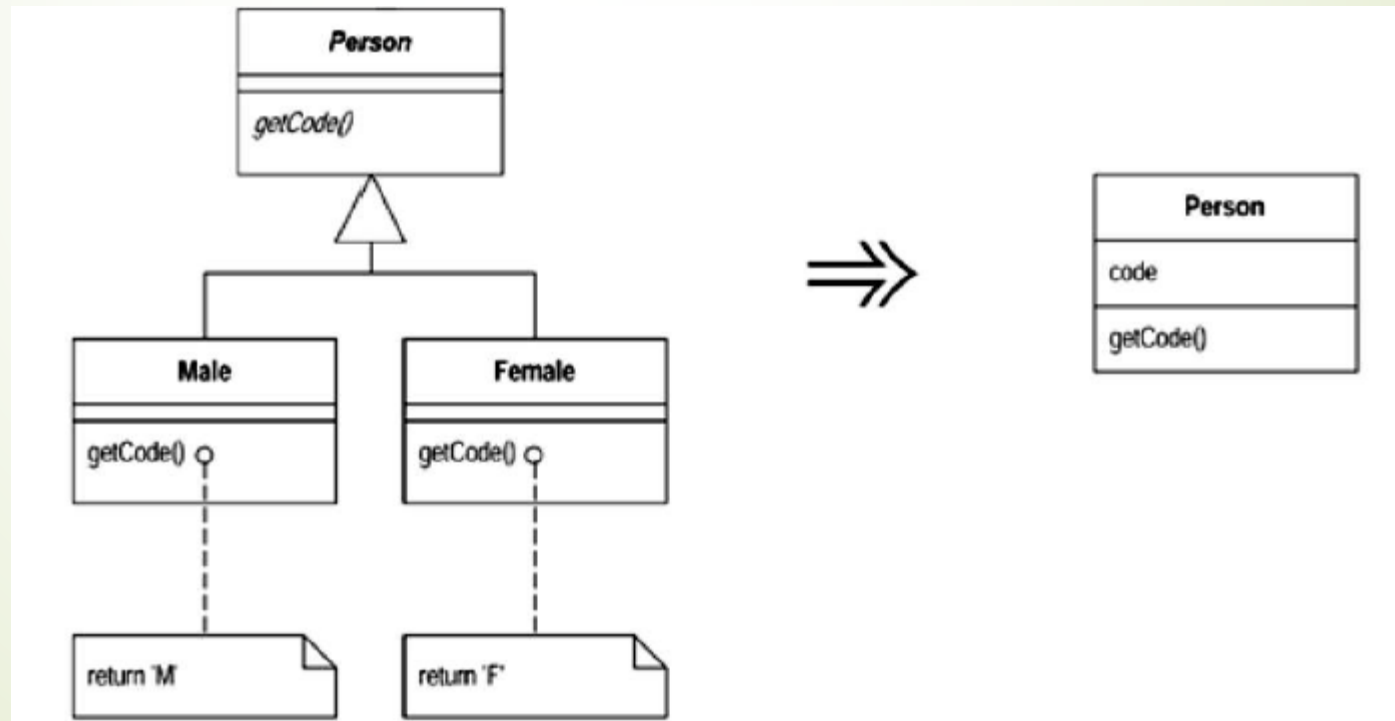 Person
getCode()
Male
getCode()
return 'M'
Female
getCode()
return 'F'
Person
code
getCode()